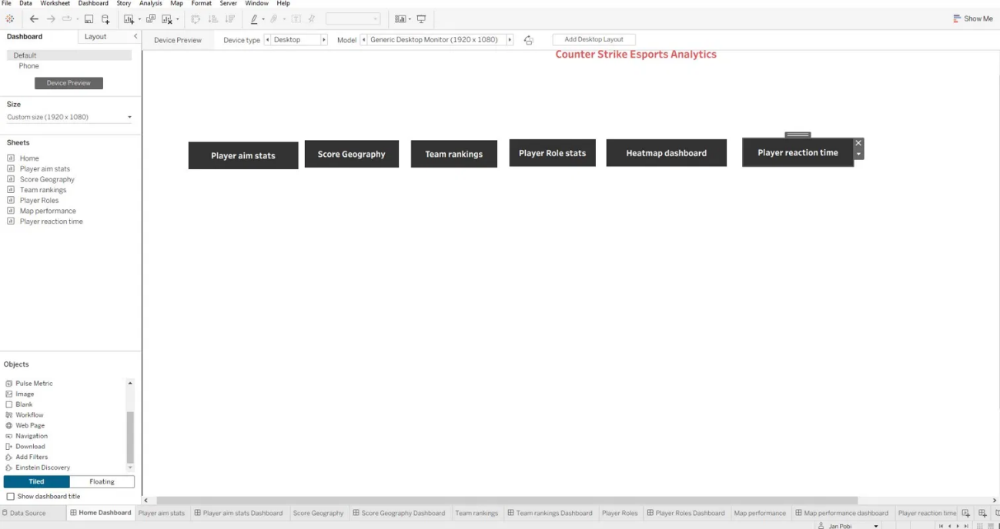 File Data Worksheet Dashboard Story Analysis Map Format Server Window Help
Show Me
Dashboard Layout
Device Preview Device type Desktop Model Generic Desktop Monitor (1920 x 1080) Add Desktop Layout
Default
Phone
Device Preview
Size
Custom size (1920 x 1080)
Sheets
Home
Player aim stats
Score Geography
Team rankings
Player Roles
Map performance
Player reaction time
Objects
Pulse Metric
Image
Blank
Workflow
Web Page
Navigation
Download
Add Filters
Einstein Discovery
Tiled Floating
Show dashboard title
Counter Strike Esports Analytics
Player aim stats Score Geography Team rankings Player Role stats Heatmap dashboard Player reaction time
Data Source Home Dashboard Player aim stats Player aim stats Dashboard Score Geography Score Geography Dashboard Team rankings Team rankings Dashboard Player Roles Player Roles Dashboard Map performance Map performance dashboard Player reaction time
Jan Pobi